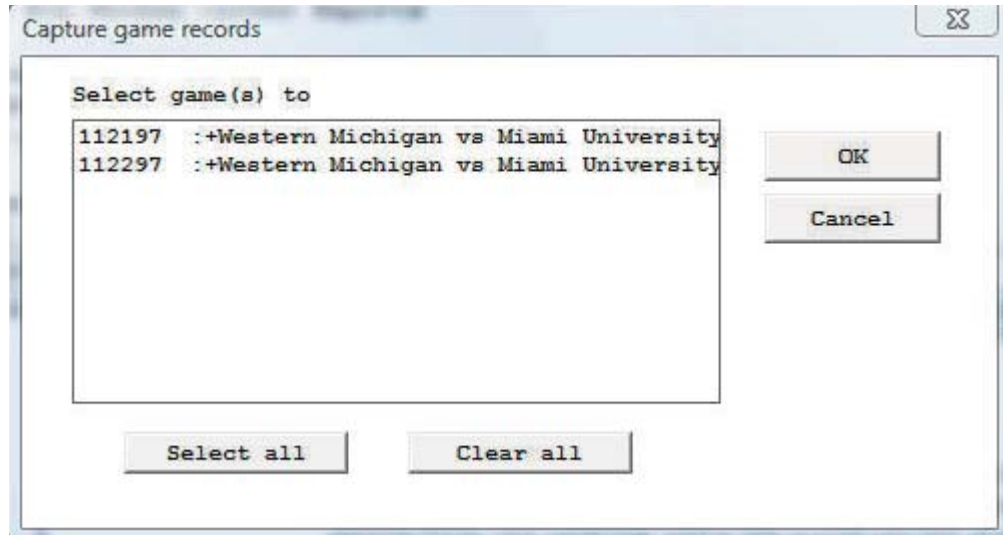 Capture game records
Select game(s) to
112197 :+Western Michigan vs Miami University
112297 :+Western Michigan vs Miami University
OK
Cancel
Select all
Clear all